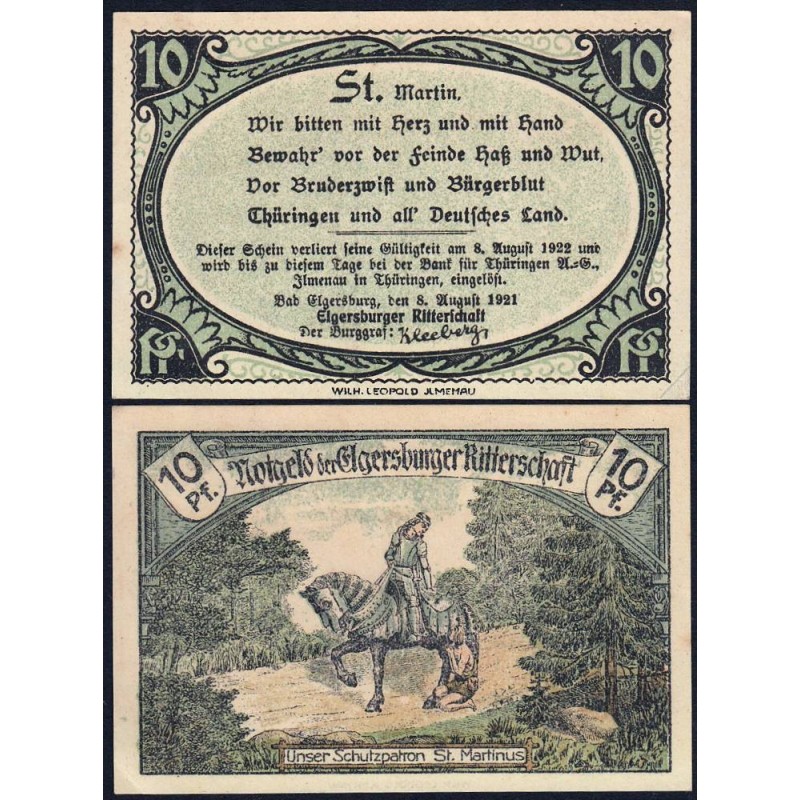 10 10
St. Martin,
Wir bitten mit Herz und mit Hand
Bewahr' vor der Feinde Haß und Wut,
Vor Bruderzwist und Bürgerblut
Thüringen und all' Deutsches Land.
Dieser Schein verliert seine Gültigkeit am 8. August 1922 und
wird bis zu diesem Tage bei der Bank für Thüringen A.=G.,
Ilmenau in Thüringen, eingelöst.
Bad Elgersburg, den 8. August 1921
Elgersburger Ritterschaft
Der Burggraf: Kleeberg
Pf. Pf.
WILH. LEOPOLD JLMENAU
10 Pf. Notgeld der Elgersburger Ritterschaft 10 Pf.
Unser Schutzpatron St. Martinus